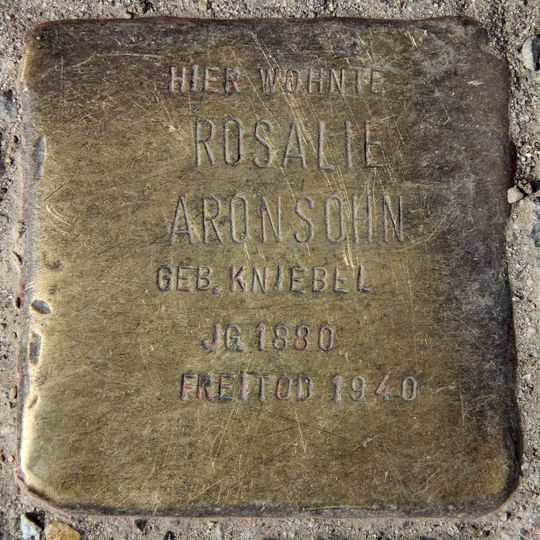 HIER WOHNTE
ROSALIE
ARONSOHN
GEB. KNIEBEL
JG. 1880
FREITOD 1940